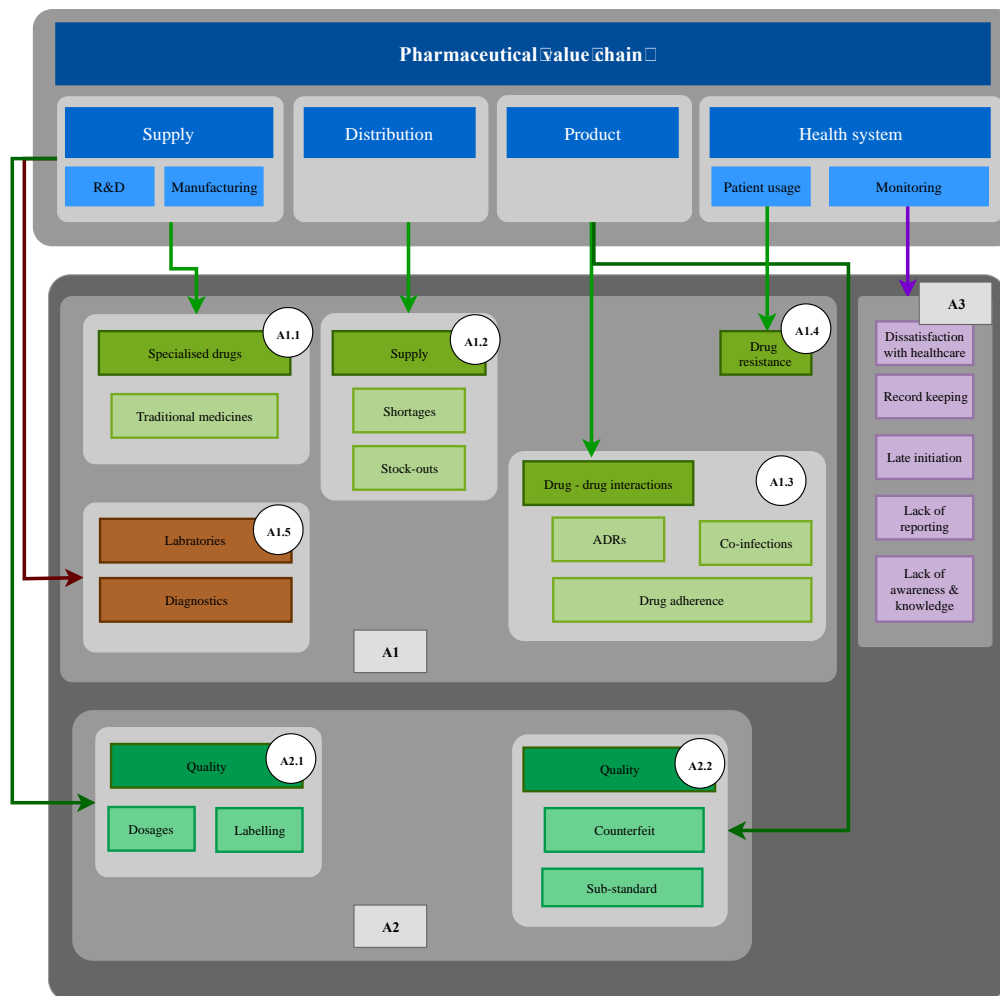 Pharmaceutical value chain
Supply
Distribution
Product
Health system
R&D
Manufacturing
Patient usage
Monitoring
A1.1
Specialised drugs
Traditional medicines
A1.2
Supply
Shortages
Stock-outs
A1.4
Drug
resistance
A3
Dissatisfaction
with healthcare
Record keeping
Late initiation
Lack of
reporting
Lack of
awareness &
knowledge
A1.3
Drug - drug interactions
ADRs
Co-infections
Drug adherence
A1.5
Labratories
Diagnostics
A1
A2.1
Quality
Dosages
Labelling
A2.2
Quality
Counterfeit
Sub-standard
A2